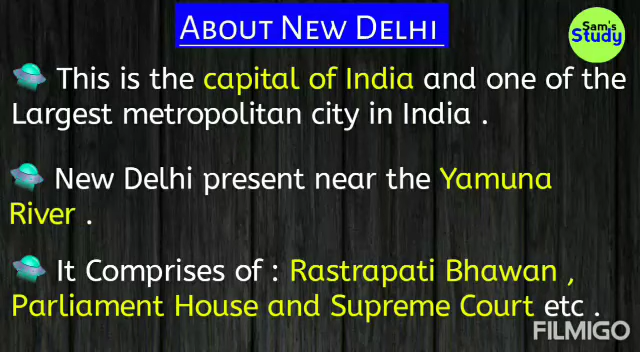 About New Delhi
Sam's
Study
This is the capital of India and one of the
Largest metropolitan city in India .
New Delhi present near the Yamuna
River .
It Comprises of : Rastrapati Bhawan ,
Parliament House and Supreme Court etc .
FILMIGO